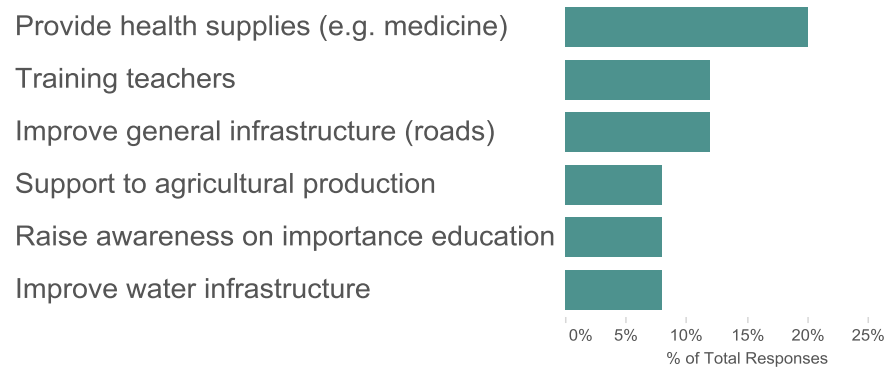 Provide health supplies (e.g. medicine)
Training teachers
Improve general infrastructure (roads)
Support to agricultural production
Raise awareness on importance education
Improve water infrastructure
0% 5% 10% 15% 20% 25%
% of Total Responses